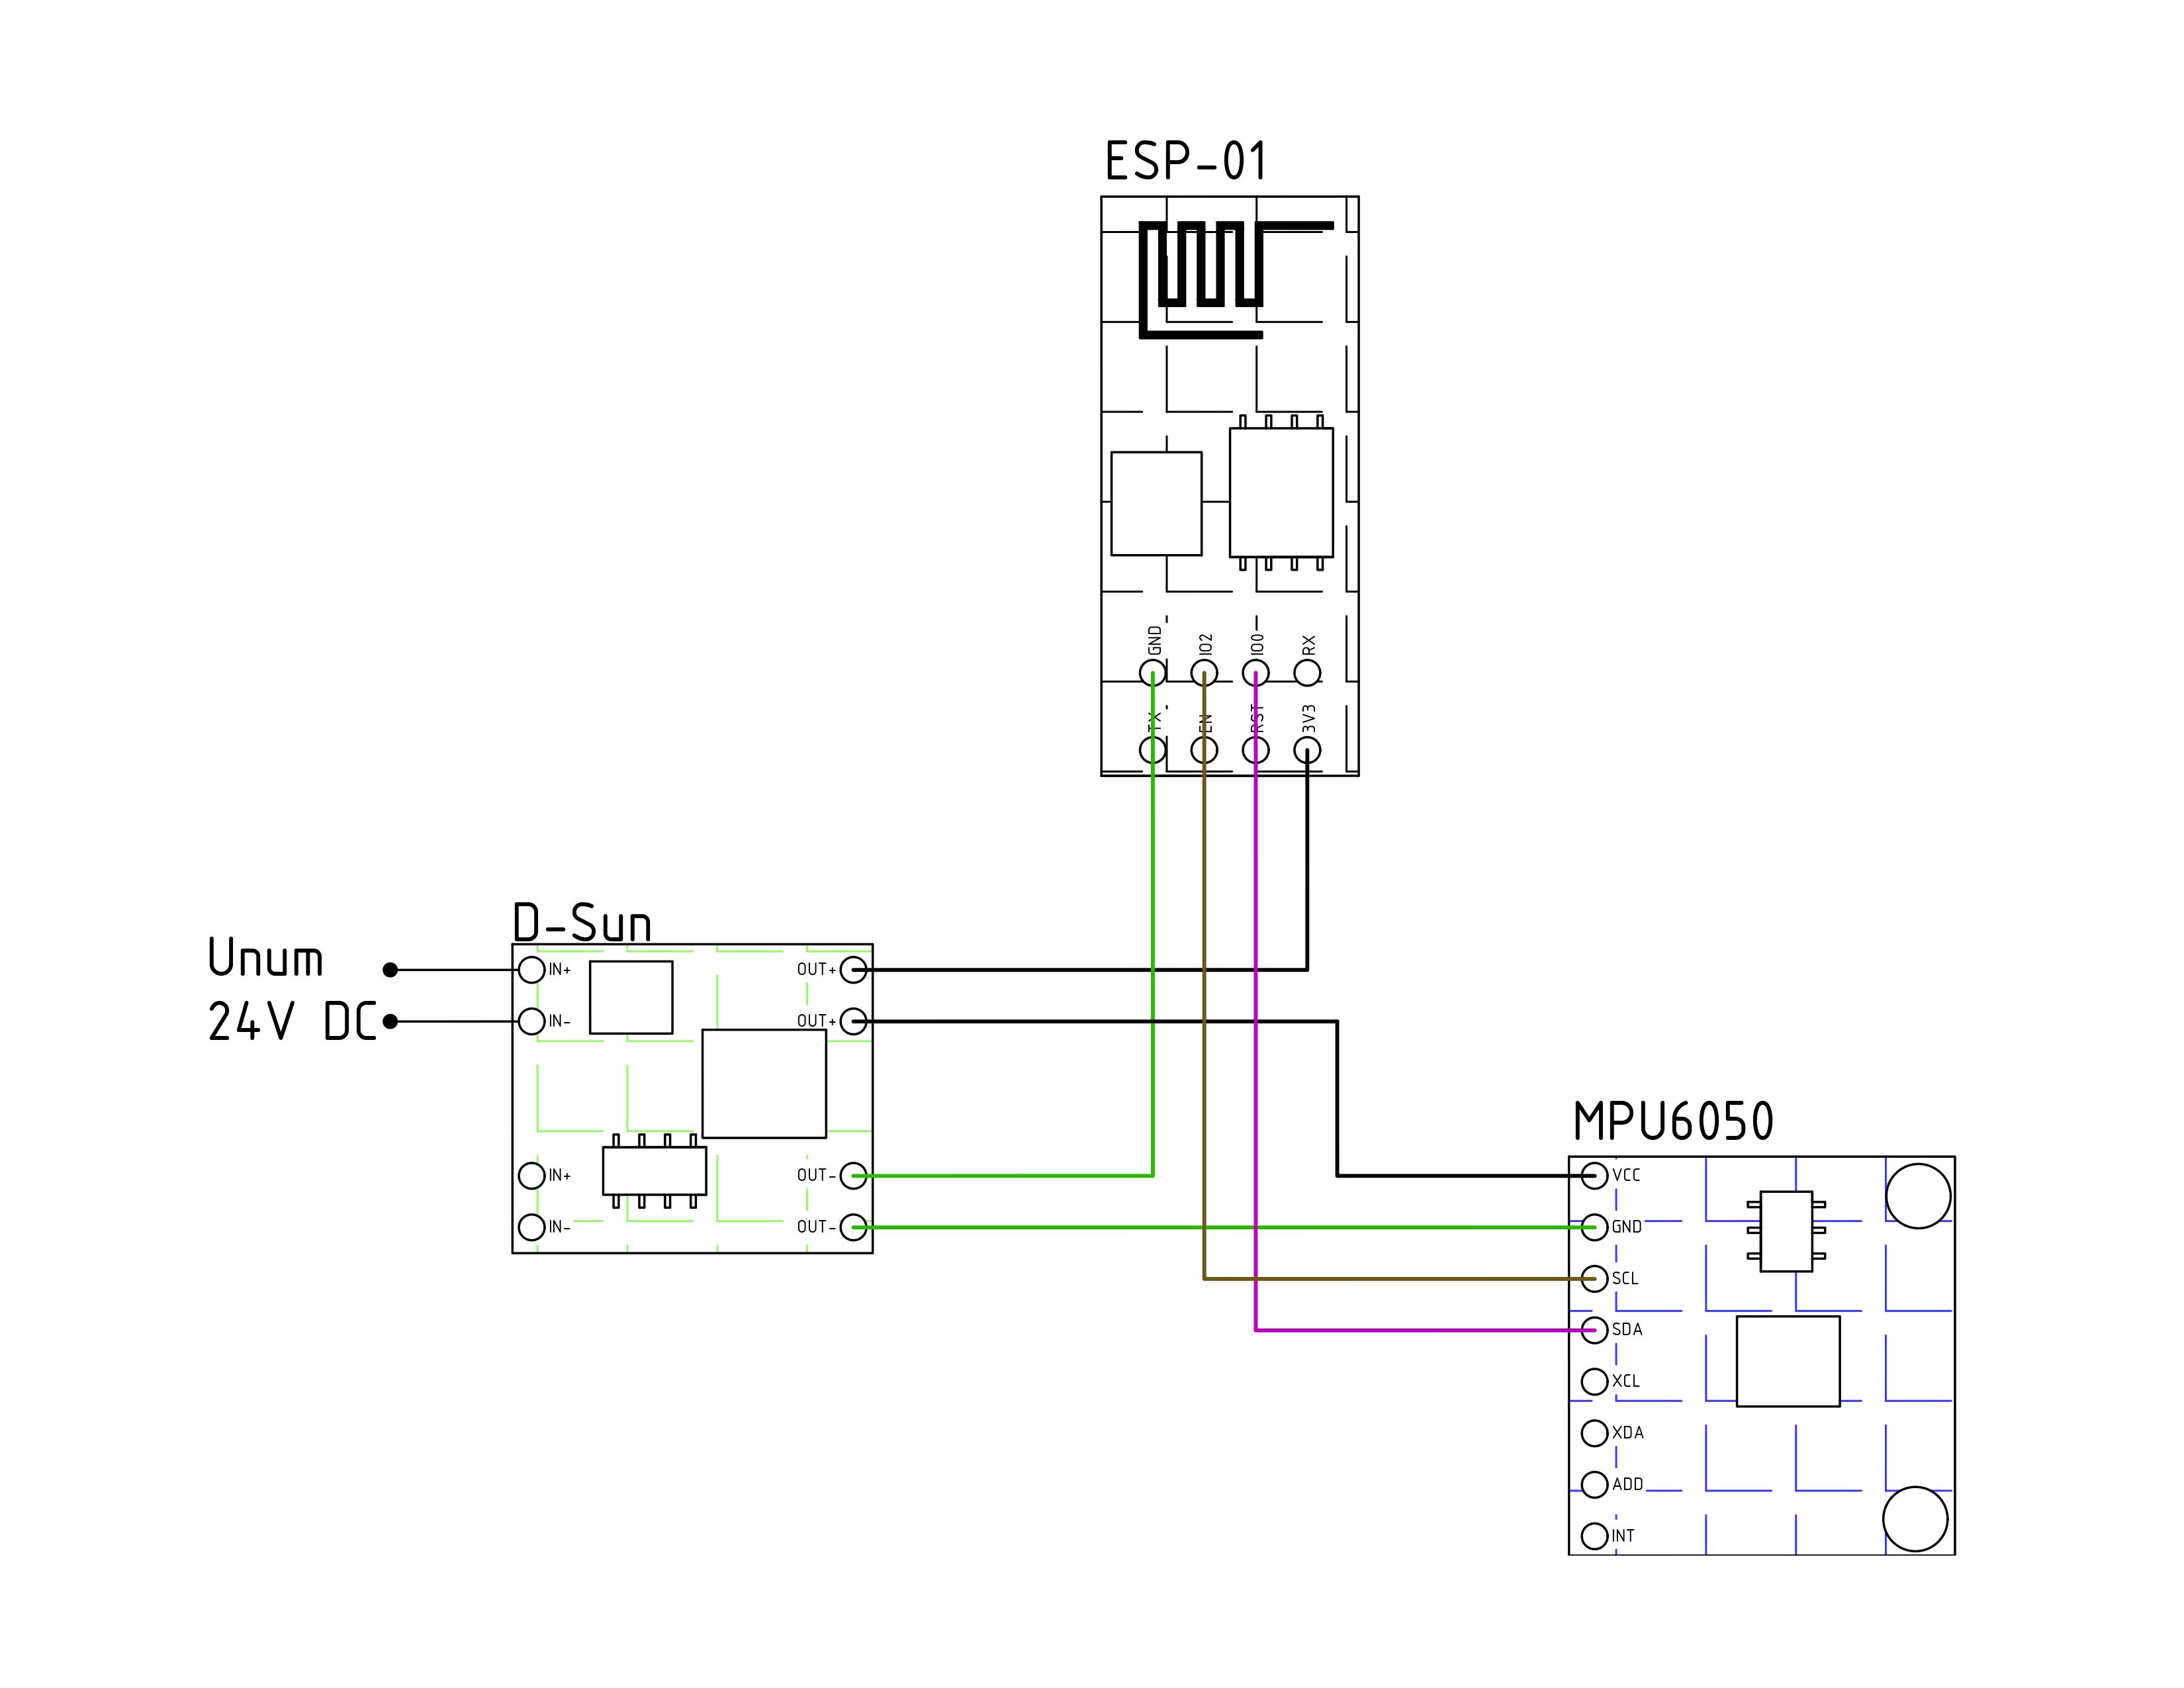 ESP-01
GND
IO2
IO0
RX
TX
EN
RST
3V3
D-Sun
Unum
24V DC
IN+
IN-
IN+
IN-
OUT+
OUT+
OUT-
OUT-
MPU6050
VCC
GND
SCL
SDA
XCL
XDA
ADD
INT